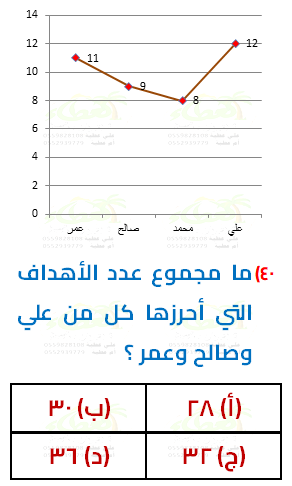 14
12
10
8
6
4
2
0
11
9
8
12
عمر صالح محمد علي
٤٠) ما مجموع عدد الأهداف
التي أحرزها كل من علي
وصالح وعمر ؟
(أ) ٢٨ (ب) ٣٠
(ج) ٣٢ (د) ٣٦